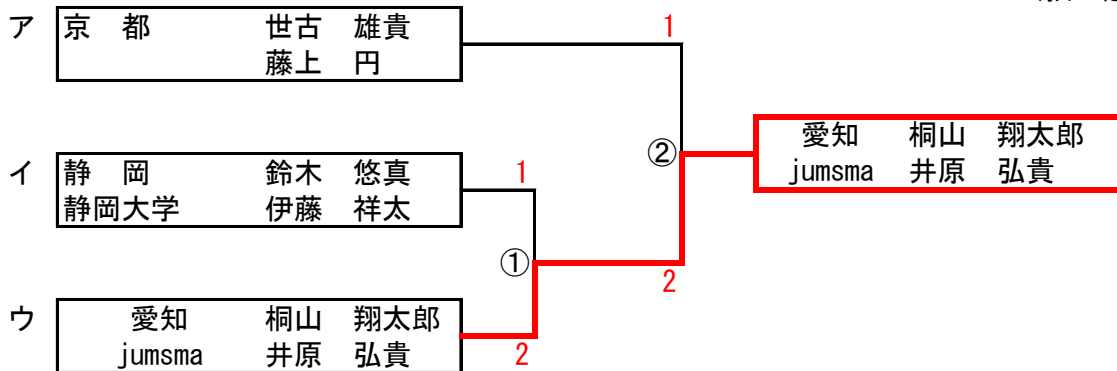 ア 京 都 世古 雄貴 1
藤上 円
愛知 桐山 翔太郎
② jumsma 井原 弘貴
イ 静 岡 鈴木 悠真 1
静岡大学 伊藤 祥太
①
2
ウ 愛知 桐山 翔太郎
jumsma 井原 弘貴 2